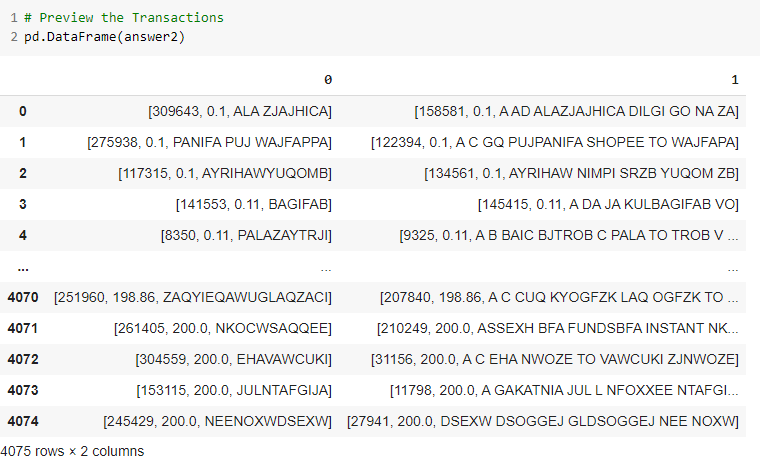 1 # Preview the Transactions
2 pd.DataFrame(answer2)
0 1
0 [309643, 0.1, ALA ZJAJHICA] [158581, 0.1, A AD ALAZJAJHICA DILGI GO NA ZA]
1 [275938, 0.1, PANIFA PUJ WAJFAPPA] [122394, 0.1, A C GQ PUJPANIFA SHOPEE TO WAJFAPA]
2 [117315, 0.1, AYRIHAWYUQOMB] [134561, 0.1, AYRIHAW NIMPI SRZB YUQOM ZB]
3 [141553, 0.11, BAGIFAB] [145415, 0.11, A DA JA KULBAGIFAB VO]
4 [8350, 0.11, PALAZAYTRJI] [9325, 0.11, A B BAIC BJTROB C PALA TO TROB V ...
... ... ...
4070 [251960, 198.86, ZAQYIEQAWUGLAQZACI] [207840, 198.86, A C CUQ KYOGFZK LAQ OGFZK TO ...
4071 [261405, 200.0, NKOCWSAQQEE] [210249, 200.0, ASSEXH BFA FUNDSBFA INSTANT NK...
4072 [304559, 200.0, EHAVAWCUKI] [31156, 200.0, A C EHA NWOZE TO VAWCUKI ZJNWOZE]
4073 [153115, 200.0, JULNTAFGIJA] [11798, 200.0, A GAKATNIA JUL L NFOXXEE NTAFGI...
4074 [245429, 200.0, NEENOXWDSEXW] [27941, 200.0, DSEXW DSOGGEJ GLDSOGGEJ NEE NOXW]
4075 rows × 2 columns